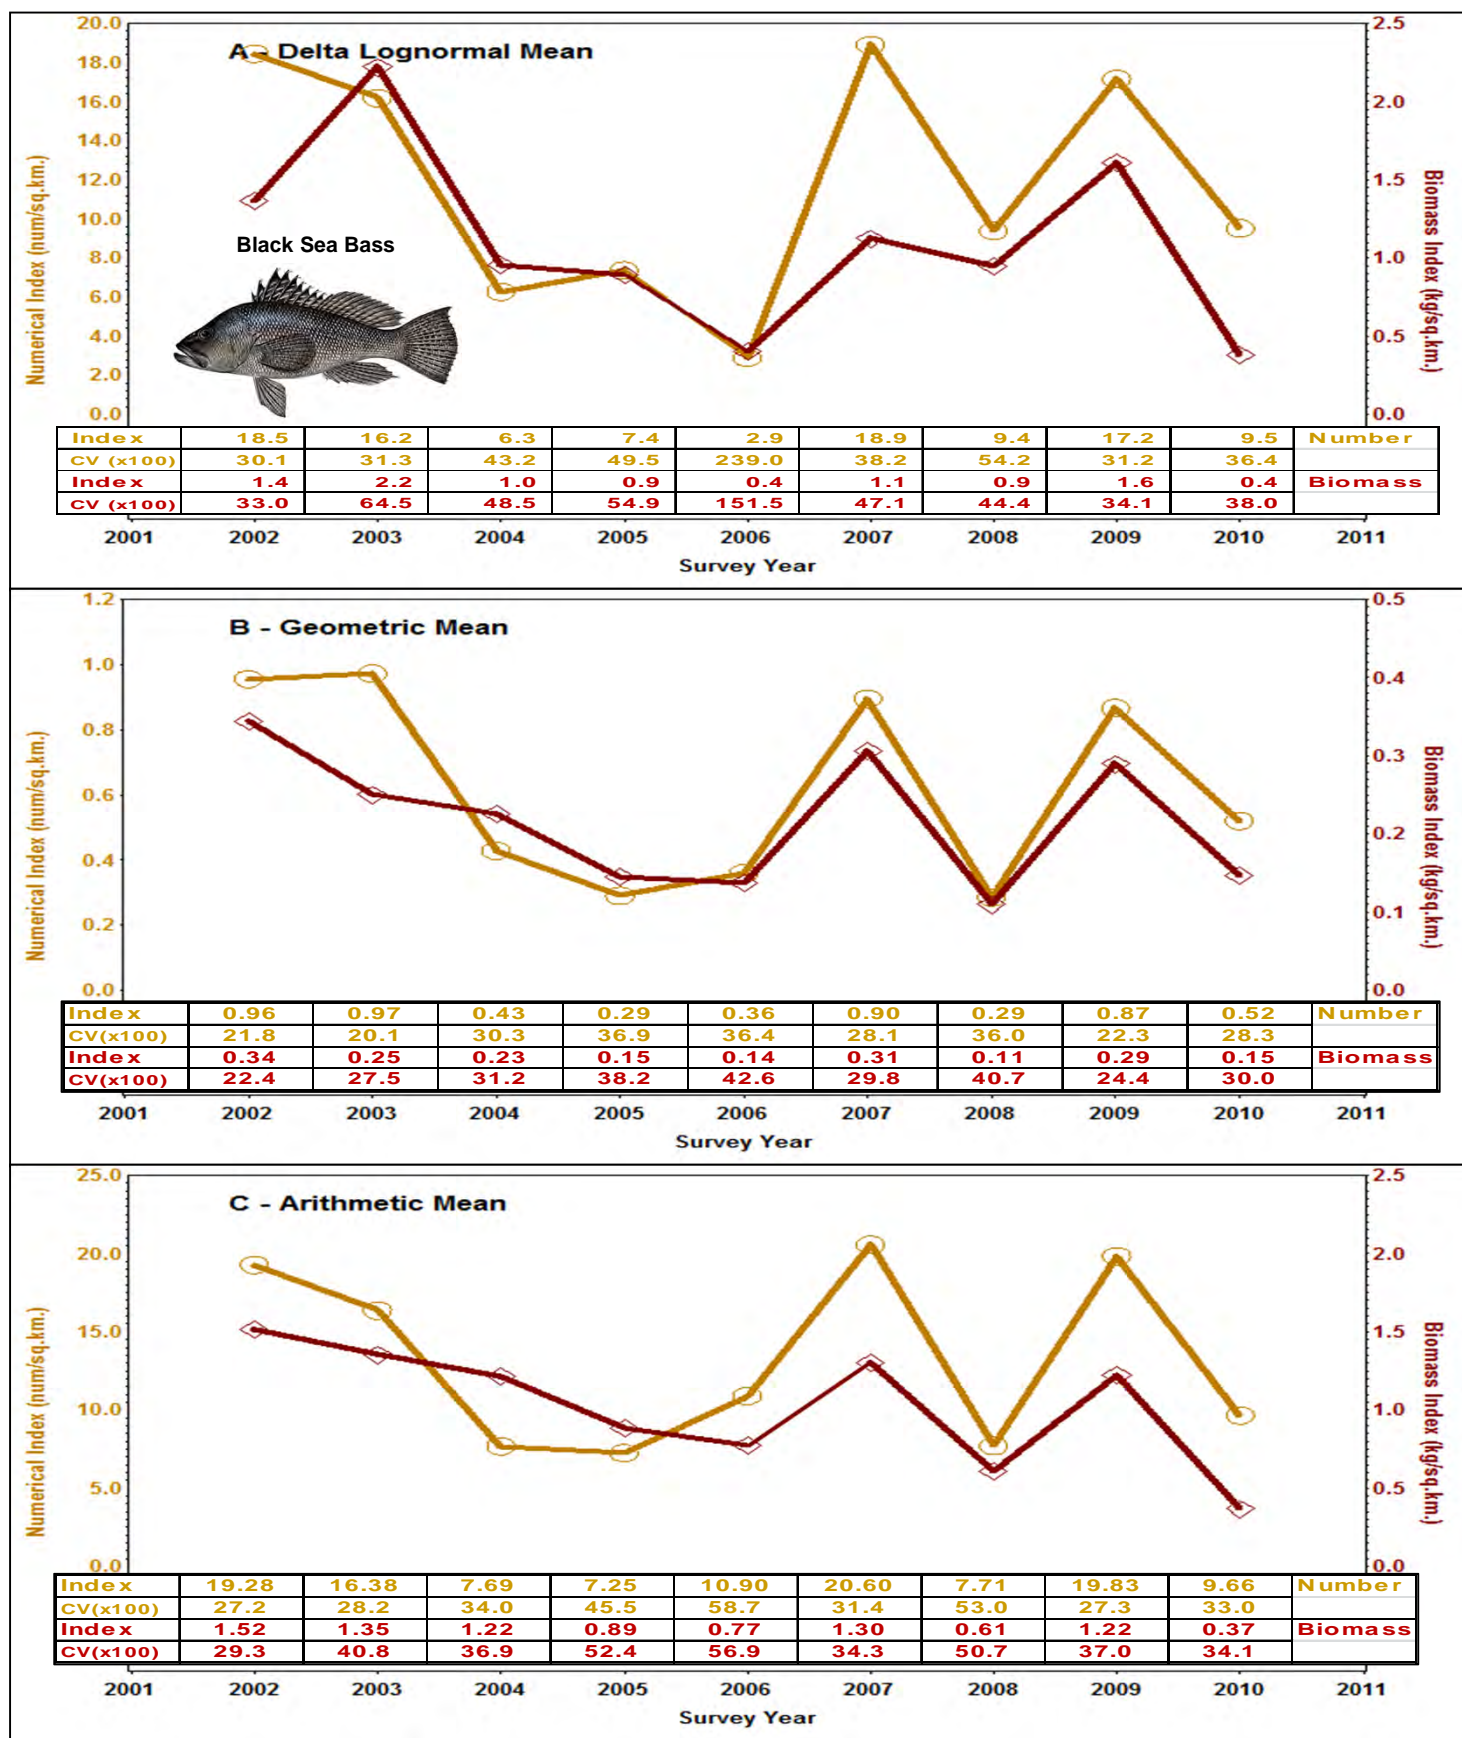 A - Delta Lognormal Mean
20.0
18.0
16.0
14.0
12.0
10.0
8.0
6.0
4.0
2.0
0.0
Numerical Index (num/sq.km.)
2.5
2.0
1.5
1.0
0.5
0.0
Biomass Index (kg/sq.km.)
Black Sea Bass
Index 18.5 16.2 6.3 7.4 2.9 18.9 9.4 17.2 9.5 Number
CV (x100) 30.1 31.3 43.2 49.5 239.0 38.2 54.2 31.2 36.4
Index 1.4 2.2 1.0 0.9 0.4 1.1 0.9 1.6 0.4 Biomass
CV (x100) 33.0 64.5 48.5 54.9 151.5 47.1 44.4 34.1 38.0
2001 2002 2003 2004 2005 2006 2007 2008 2009 2010 2011
Survey Year
B - Geometric Mean
1.2
1.0
0.8
0.6
0.4
0.2
0.0
Numerical Index (num/sq.km.)
0.5
0.4
0.3
0.2
0.1
0.0
Biomass Index (kg/sq.km.)
Index 0.96 0.97 0.43 0.29 0.36 0.90 0.29 0.87 0.52 Number
CV(x100) 21.8 20.1 30.3 36.9 36.4 28.1 36.0 22.3 28.3
Index 0.34 0.25 0.23 0.15 0.14 0.31 0.11 0.29 0.15 Biomass
CV(x100) 22.4 27.5 31.2 38.2 42.6 29.8 40.7 24.4 30.0
2001 2002 2003 2004 2005 2006 2007 2008 2009 2010 2011
Survey Year
C - Arithmetic Mean
25.0
20.0
15.0
10.0
5.0
0.0
Numerical Index (num/sq.km.)
2.5
2.0
1.5
1.0
0.5
0.0
Biomass Index (kg/sq.km.)
Index 19.28 16.38 7.69 7.25 10.90 20.60 7.71 19.83 9.66 Number
CV(x100) 27.2 28.2 34.0 45.5 58.7 31.4 53.0 27.3 33.0
Index 1.52 1.35 1.22 0.89 0.77 1.30 0.61 1.22 0.37 Biomass
CV(x100) 29.3 40.8 36.9 52.4 56.9 34.3 50.7 37.0 34.1
2001 2002 2003 2004 2005 2006 2007 2008 2009 2010 2011
Survey Year